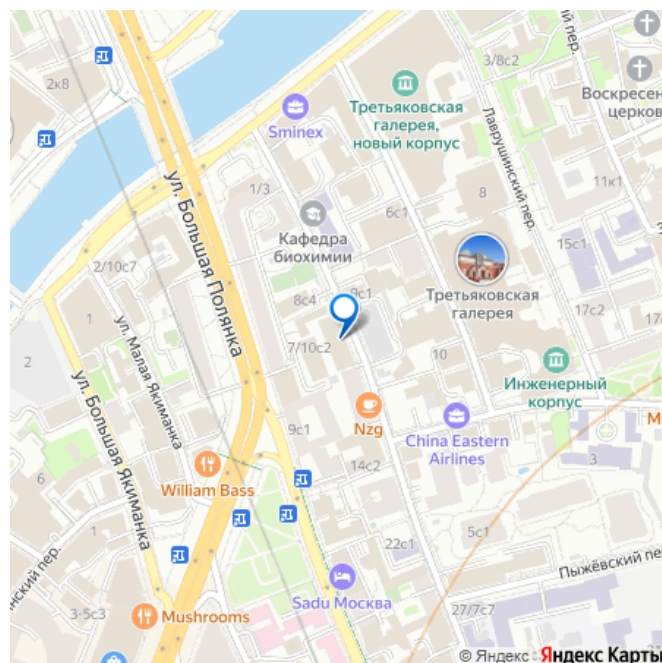 2к8
3/8с2
пер.
Воскресен
церков
Третьяковская
галерея,
новый корпус
Sminex
Лаврушинский пер.
ул. Большая Полянка
1/3
8
11к1
6с1
Кафедра
биохимии
15с1
2/10с7
8с4
9с1
Третьяковская
галерея
17с2
1
ул. Малая Якиманка
2
7/10с2
10
Инженерный
корпус
ул. Большая Якиманка
Nzg
China Eastern
Airlines
М
9с1
14с2
3
William Bass
6
1
5с1
22с1
нский пер.
Пыжёвский пер.
Sadu Москва
3-5с3
Mushrooms
27/7с7
© Яндекс Яндекс Карты